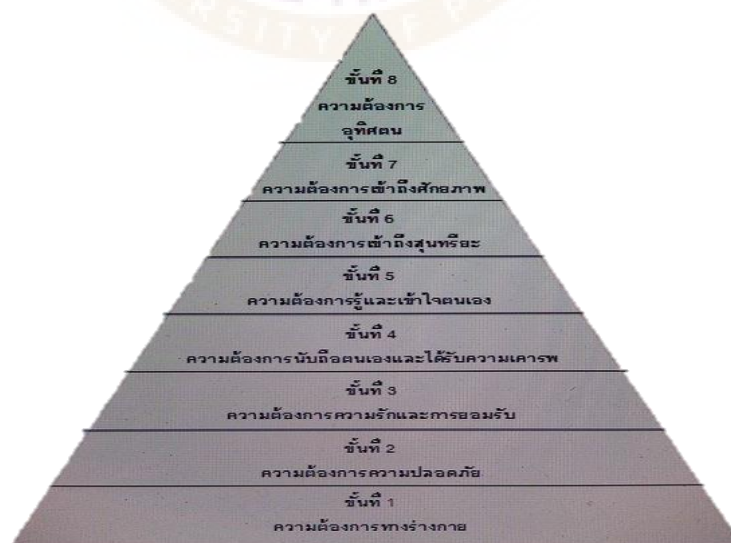 SITY OF P
ขั้นที่ 8
ความต้องการ
อุทิศตน
ขั้นที่ 7
ความต้องการเข้าถึงศักยภาพ
ขั้นที่ 6
ความต้องการเข้าถึงสุนทรียะ
ขั้นที่ 5
ความต้องการรู้และเข้าใจตนเอง
ขั้นที่ 4
ความต้องการนับถือตนเองและได้รับความเคารพ
ขั้นที่ 3
ความต้องการความรักและการยอมรับ
ขั้นที่ 2
ความต้องการความปลอดภัย
ขั้นที่ 1
ความต้องการทางร่างกาย